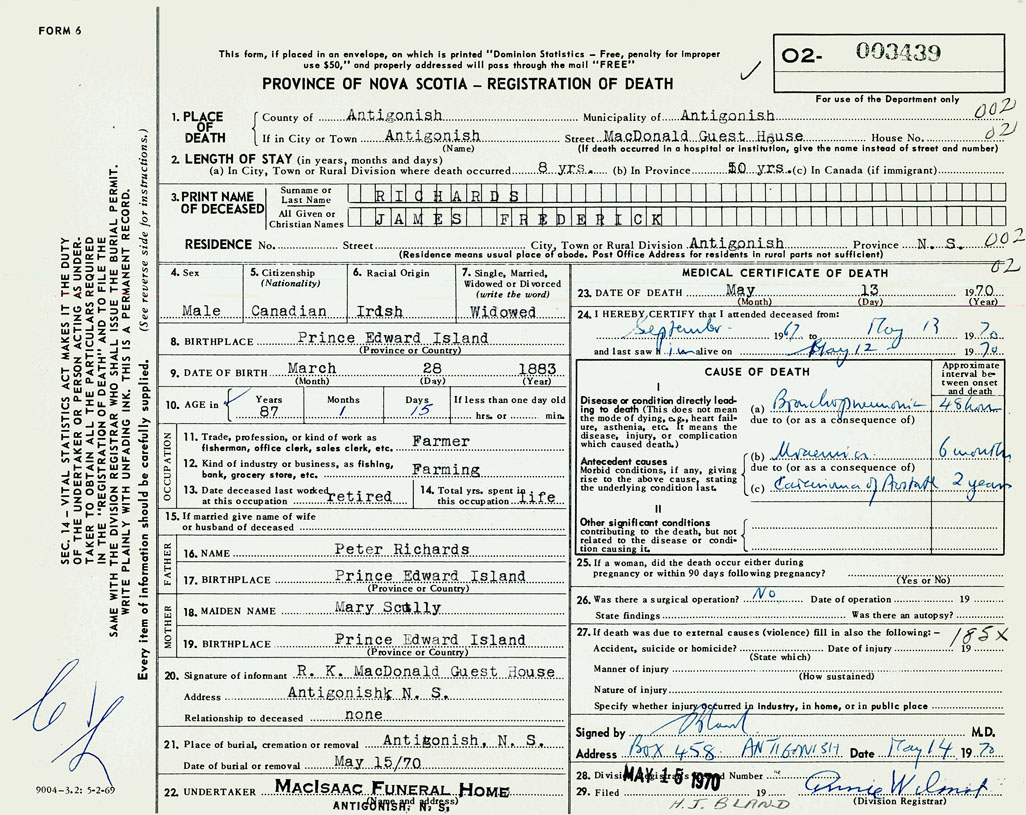 FORM 6
This form, if placed in an envelope, on which is printed "Dominion Statistics – Free, penalty for improper
use $50," and properly addressed will pass through the mail "FREE"
PROVINCE OF NOVA SCOTIA – REGISTRATION OF DEATH
O2- 003439
For use of the Department only
SEC. 14 – VITAL STATISTICS ACT MAKES IT THE DUTY
OF THE UNDERTAKER OR PERSON ACTING AS UNDER-
TAKER TO OBTAIN ALL THE PARTICULARS REQUIRED
IN THE "REGISTRATION OF DEATH" AND TO FILE THE
SAME WITH THE DIVISION REGISTRAR WHO SHALL ISSUE THE BURIAL PERMIT.
WRITE PLAINLY WITH UNFADING INK. THIS IS A PERMANENT RECORD.
Every item of information should be carefully supplied. (See reverse side for instructions.)
1. PLACE OF DEATH
County of Antigonish Municipality of Antigonish 002
If in City or Town Antigonish Street MacDonald Guest House House No. 02
(Name) (If death occurred in a hospital or institution, give the name instead of street and number)
2. LENGTH OF STAY (in years, months and days)
(a) In City, Town or Rural Division where death occurred 8 yrs. (b) In Province 50 yrs. (c) In Canada (if immigrant)
3. PRINT NAME OF DECEASED
Surname or Last Name RICHARDS
All Given or Christian Names JAMES FREDERICK
RESIDENCE No. Street City, Town or Rural Division Antigonish Province N. S. 002
(Residence means usual place of abode. Post Office Address for residents in rural parts not sufficient)
02
4. Sex
Male
5. Citizenship
(Nationality)
Canadian
6. Racial Origin
Irish
7. Single, Married,
Widowed or Divorced
(write the word)
Widowed
8. BIRTHPLACE Prince Edward Island
(Province or Country)
9. DATE OF BIRTH March 28 1883
(Month) (Day) (Year)
10. AGE in
Years Months Days If less than one day old
87 1 15 hrs. or min.
OCCUPATION
11. Trade, profession, or kind of work as
fisherman, office clerk, sales clerk, etc. Farmer
12. Kind of industry or business, as fishing,
bank, grocery store, etc. Farming
13. Date deceased last worked
at this occupation retired
14. Total yrs. spent in
this occupation life
15. If married give name of wife
or husband of deceased
FATHER
16. NAME Peter Richards
17. BIRTHPLACE Prince Edward Island
(Province or Country)
MOTHER
18. MAIDEN NAME Mary Scully
19. BIRTHPLACE Prince Edward Island
(Province or Country)
20. Signature of informant R. K. MacDonald Guest House
Address Antigonish N. S.
Relationship to deceased none
21. Place of burial, cremation or removal Antigonish, N. S.
Date of burial or removal May 15/70
22. UNDERTAKER MacIsaac Funeral Home
(Name and address)
ANTIGONISH, N. S.
9004-3.2: 5-2-69
MEDICAL CERTIFICATE OF DEATH
23. DATE OF DEATH May 13 1970
(Month) (Day) (Year)
24. I HEREBY CERTIFY that I attended deceased from:
September 1967 to May 13 1970
and last saw him alive on May 12 1970
CAUSE OF DEATH
Approximate
interval be-
tween onset
and death
I
Disease or condition directly lead-
ing to death (This does not mean
the mode of dying, e.g., heart fail-
ure, asthenia, etc. It means the
disease, injury, or complication
which caused death.)
(a) Bronchopneumonia 48 hours
due to (or as a consequence of)
Antecedent causes
Morbid conditions, if any, giving
rise to the above cause, stating
the underlying condition last.
(b) Uraemia 6 months
due to (or as a consequence of)
(c) Carcinoma of Prostate 2 years
II
Other significant conditions
contributing to the death, but not
related to the disease or condi-
tion causing it.
25. If a woman, did the death occur either during
pregnancy or within 90 days following pregnancy?
(Yes or No)
26. Was there a surgical operation? No Date of operation 19
State findings Was there an autopsy?
27. If death was due to external causes (violence) fill in also the following: – 185X
Accident, suicide or homicide? Date of injury 19
(State which)
Manner of injury
(How sustained)
Nature of injury
Specify whether injury occurred in industry, in home, or in public place
Signed by M.D.
Address Box 458 ANTIGONISH Date May 14 1970
28. Division Registrar's Record Number
MAY 15 1970
29. Filed 19 Annie Wilmot
(Division Registrar)
H.J. BLAND